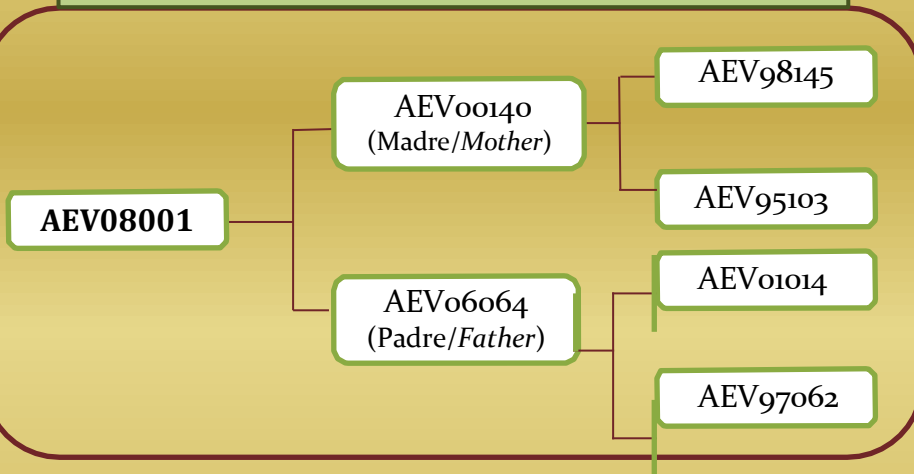 AEV98145
AEV00140
(Madre/Mother)
AEV95103
AEV08001
AEV01014
AEV06064
(Padre/Father)
AEV97062